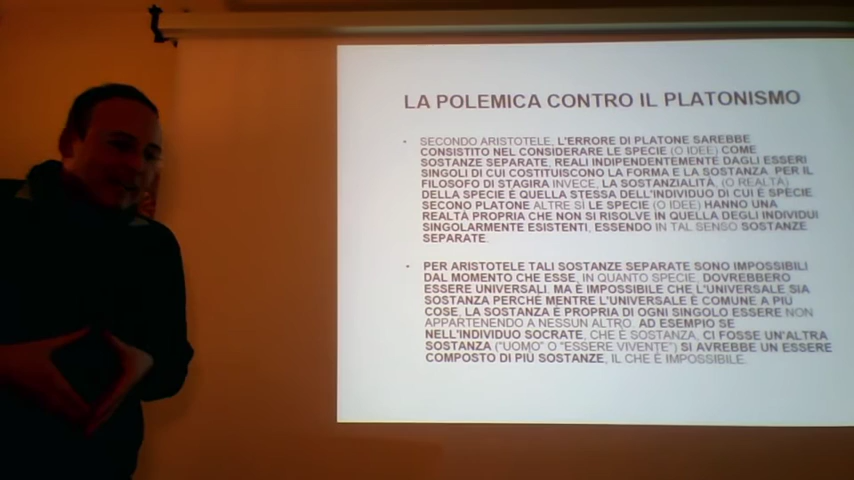 LA POLEMICA CONTRO IL PLATONISMO
• SECONDO ARISTOTELE, L'ERRORE DI PLATONE SAREBBE
CONSISTITO NEL CONSIDERARE LE SPECIE (O IDEE) COME
SOSTANZE SEPARATE, REALI INDIPENDENTEMENTE DAGLI ESSERI
SINGOLI DI CUI COSTITUISCONO LA FORMA E LA SOSTANZA. PER IL
FILOSOFO DI STAGIRA INVECE, LA SOSTANZIALITÀ, (O REALTÀ)
DELLA SPECIE È QUELLA STESSA DELL'INDIVIDUO DI CUI È SPECIE.
SECONO PLATONE ALTRE SÌ LE SPECIE (O IDEE) HANNO UNA
REALTÀ PROPRIA CHE NON SI RISOLVE IN QUELLA DEGLI INDIVIDUI
SINGOLARMENTE ESISTENTI, ESSENDO IN TAL SENSO SOSTANZE
SEPARATE.
• PER ARISTOTELE TALI SOSTANZE SEPARATE SONO IMPOSSIBILI
DAL MOMENTO CHE ESSE, IN QUANTO SPECIE, DOVREBBERO
ESSERE UNIVERSALI. MA È IMPOSSIBILE CHE L'UNIVERSALE SIA
SOSTANZA PERCHÉ MENTRE L'UNIVERSALE È COMUNE A PIÙ
COSE, LA SOSTANZA È PROPRIA DI OGNI SINGOLO ESSERE NON
APPARTENENDO A NESSUN ALTRO. AD ESEMPIO SE
NELL'INDIVIDUO SOCRATE, CHE È SOSTANZA, CI FOSSE UN'ALTRA
SOSTANZA ("UOMO" O "ESSERE VIVENTE") SI AVREBBE UN ESSERE
COMPOSTO DI PIÙ SOSTANZE, IL CHE È IMPOSSIBILE.